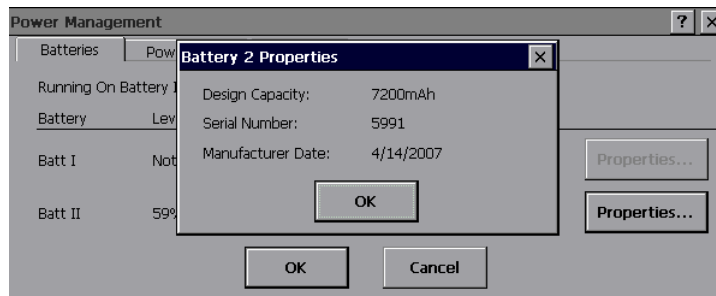 Power Management
? ×
Batteries
Pow
Battery 2 Properties
×
Running On Battery
Design Capacity: 7200mAh
Battery Lev
Serial Number: 5991
Manufacturer Date: 4/14/2007
Batt I Not
Properties...
OK
Batt II 59%
Properties...
OK Cancel